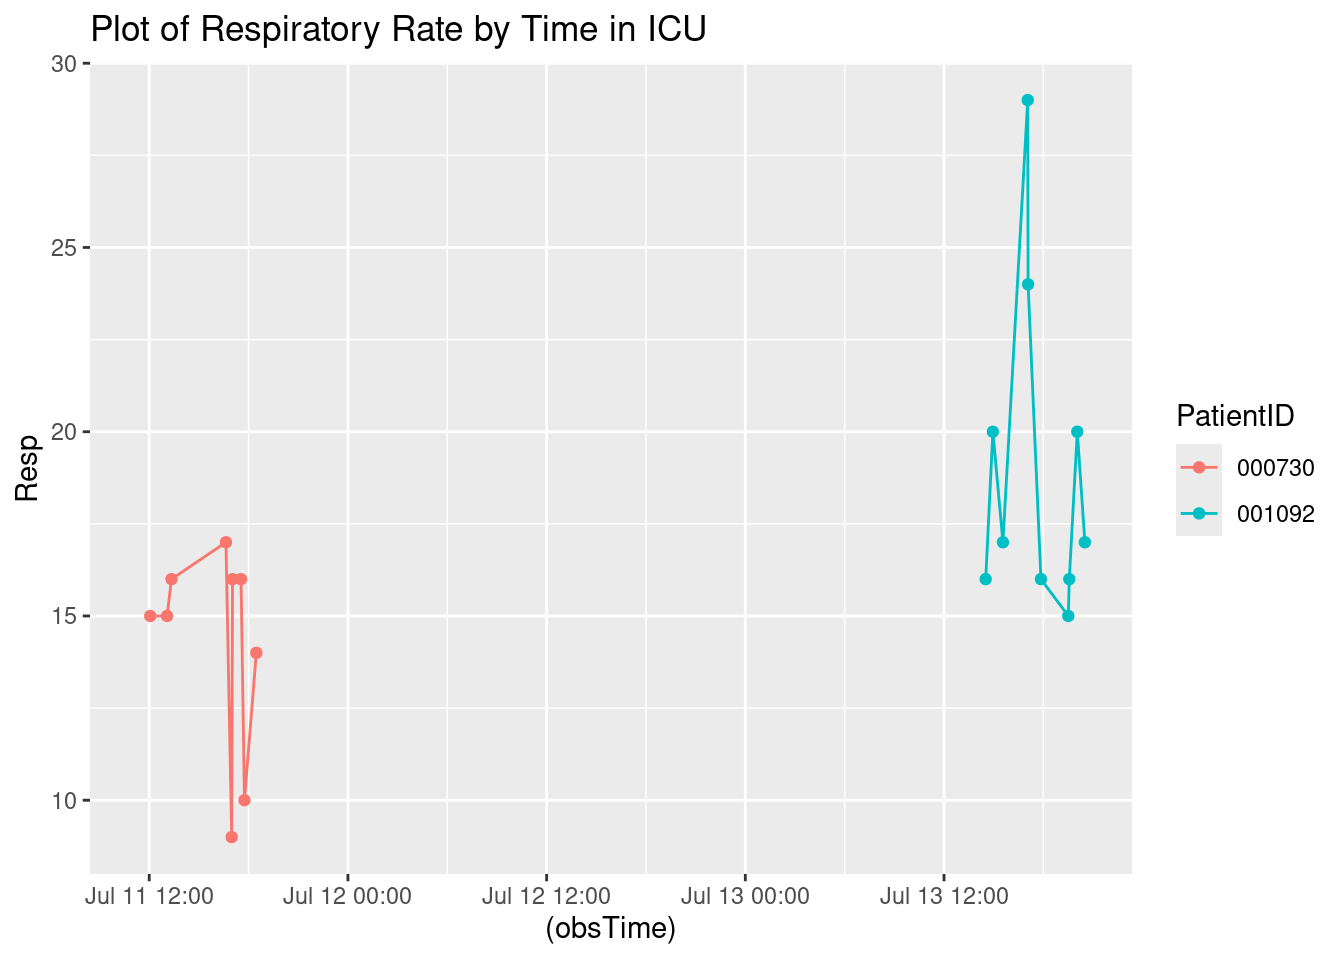 Plot of Respiratory Rate by Time in ICU
30
25
20
15
10
Resp
Jul 11 12:00 Jul 12 00:00 Jul 12 12:00 Jul 13 00:00 Jul 13 12:00
(obsTime)
PatientID
000730
001092